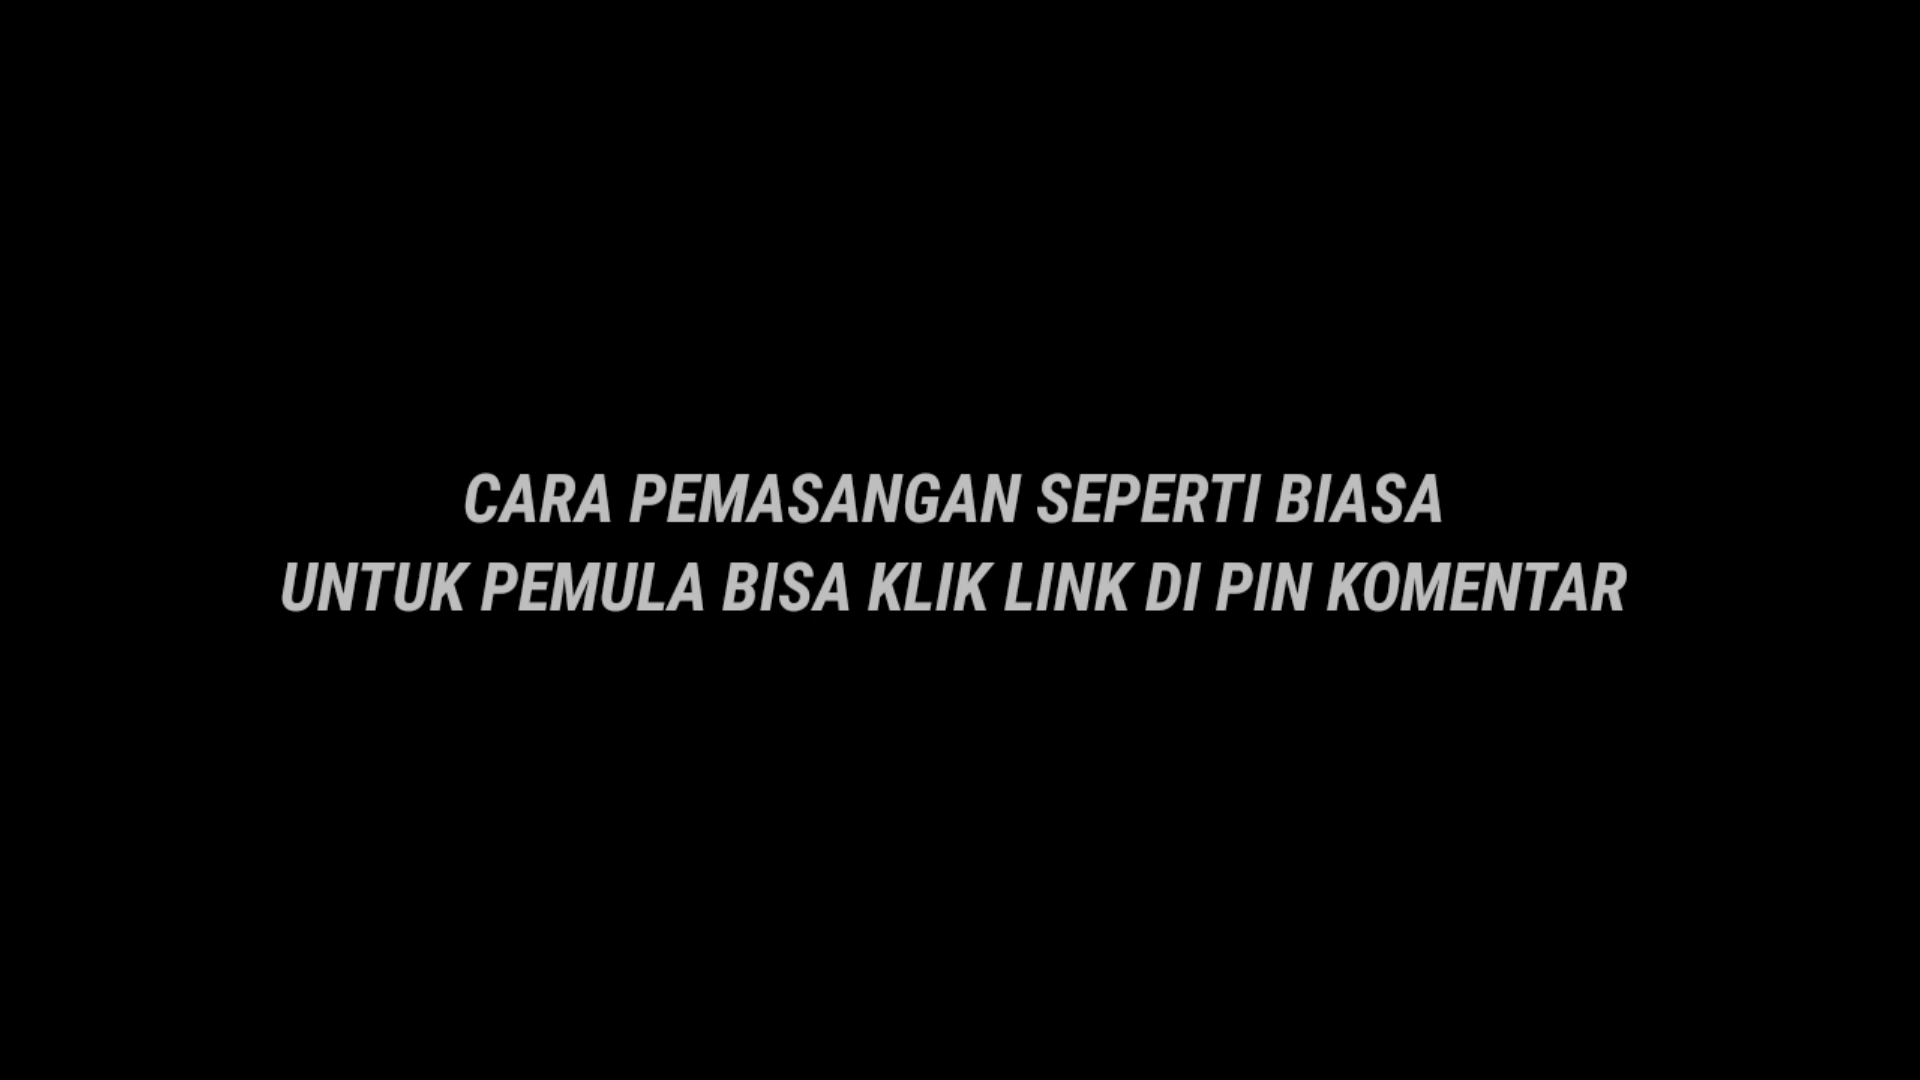 CARA PEMASANGAN SEPERTI BIASA
UNTUK PEMULA BISA KLIK LINK DI PIN KOMENTAR